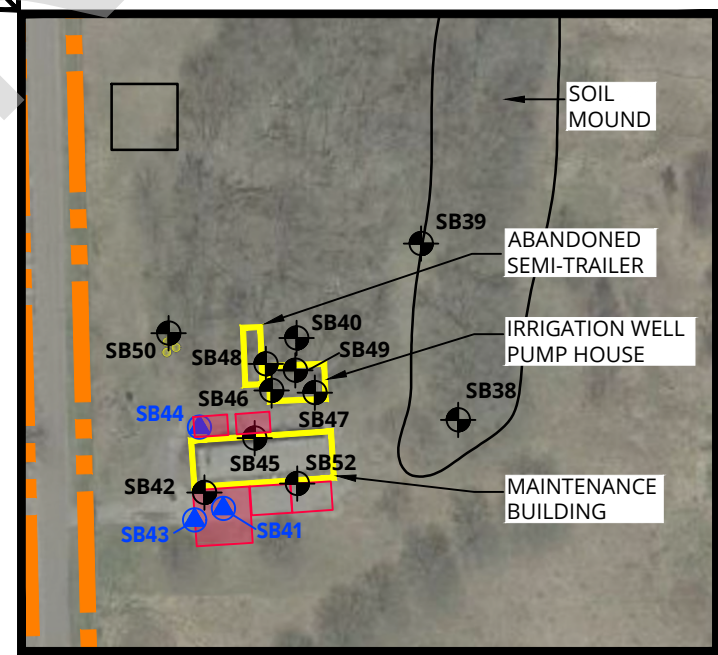 SOIL
MOUND
SB39
ABANDONED
SEMI-TRAILER
SB40
IRRIGATION WELL
PUMP HOUSE
SB50
SB48
SB49
SB46
SB38
SB44
SB47
SB45
SB52
SB42
MAINTENANCE
BUILDING
SB43
SB41